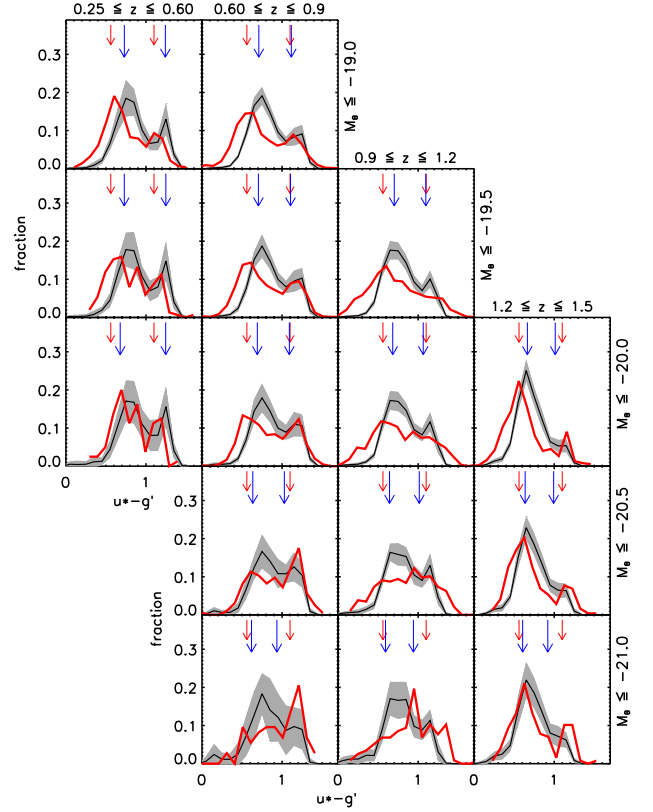 0.25 ≤ z ≤ 0.60
0.60 ≤ z ≤ 0.9
0.3
0.2
0.1
0.0
M_B ≤ -19.0
0.9 ≤ z ≤ 1.2
0.3
0.2
0.1
0.0
fraction
M_B ≤ -19.5
1.2 ≤ z ≤ 1.5
0.3
0.2
0.1
0.0
0
1
u*-g'
M_B ≤ -20.0
0.3
0.2
0.1
0.0
M_B ≤ -20.5
fraction
0.3
0.2
0.1
0.0
M_B ≤ -21.0
0
1
0
1
0
1
u*-g'